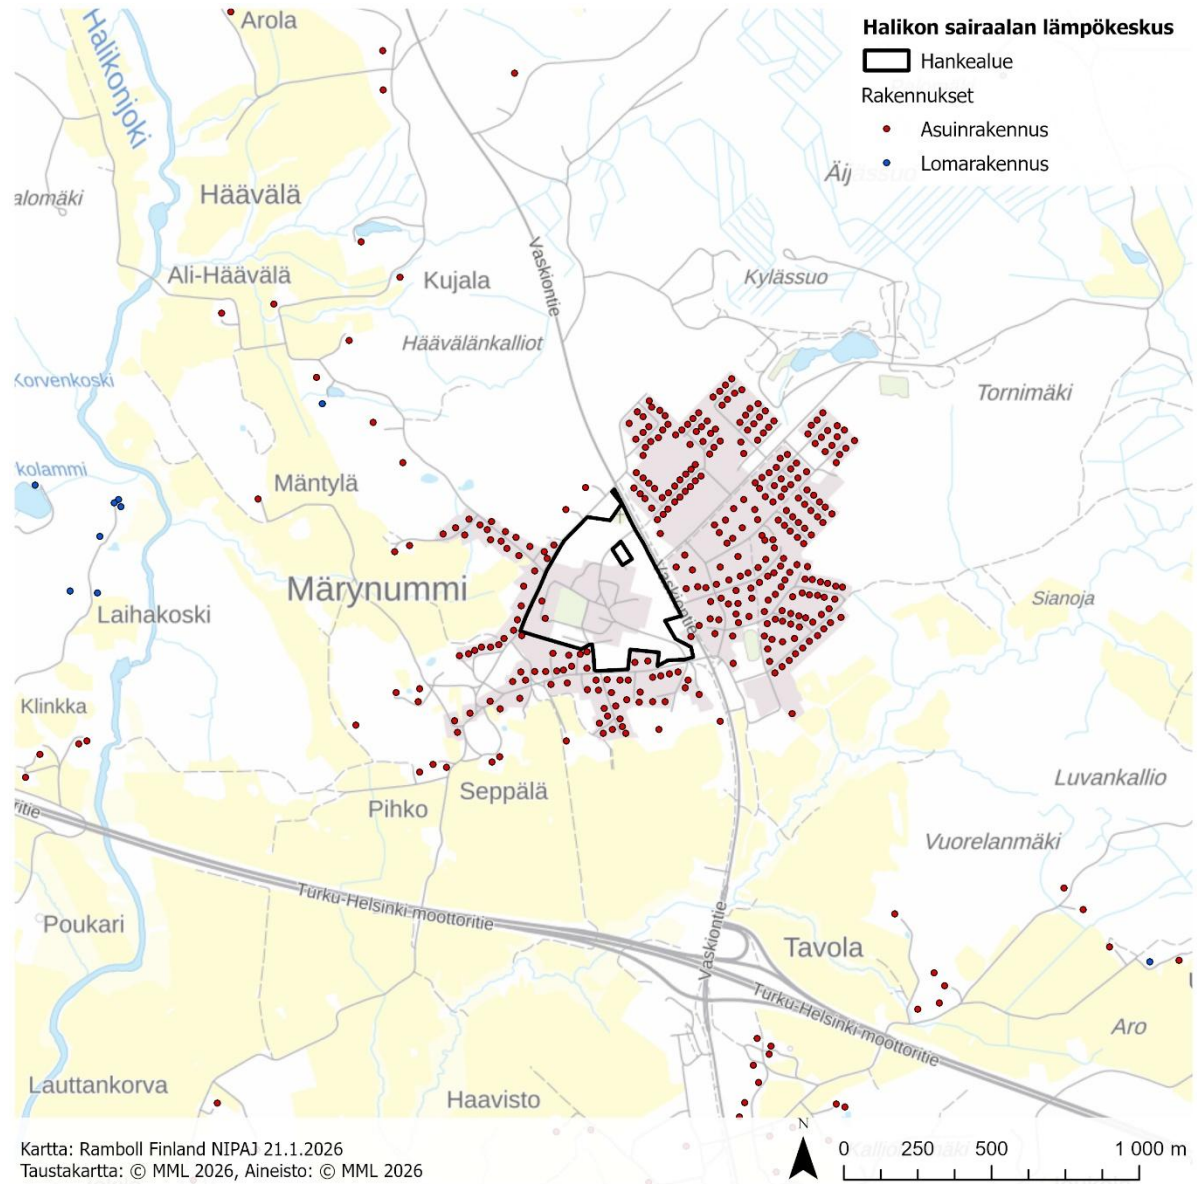 Halikon sairaalan lämpökeskus
Hankealue
Rakennukset
Asuinrakennus
Lomarakennus
Arola
Halikonjoki
Häävälä
alomäki
Äij
Ali-Häävälä
Kujala
Vaskiontie
Kylässuo
Häävälänkalliot
Korvenkoski
Tornimäki
kolammi
Mäntylä
Märynummi
Vaskiontie
Sianoja
Laihakoski
Klinkka
Seppälä
Pihko
Luvankallio
ritie
Vuorelanmäki
Turku-Helsinki moottoritie
Poukari
Vaskiontie
Tavola
Turku-Helsinki moottoritie
Aro
Lauttankorva
Haavisto
Kartta: Ramboll Finland NIPAJ 21.1.2026
Taustakartta: © MML 2026, Aineisto: © MML 2026
N
0 250 500 1 000 m